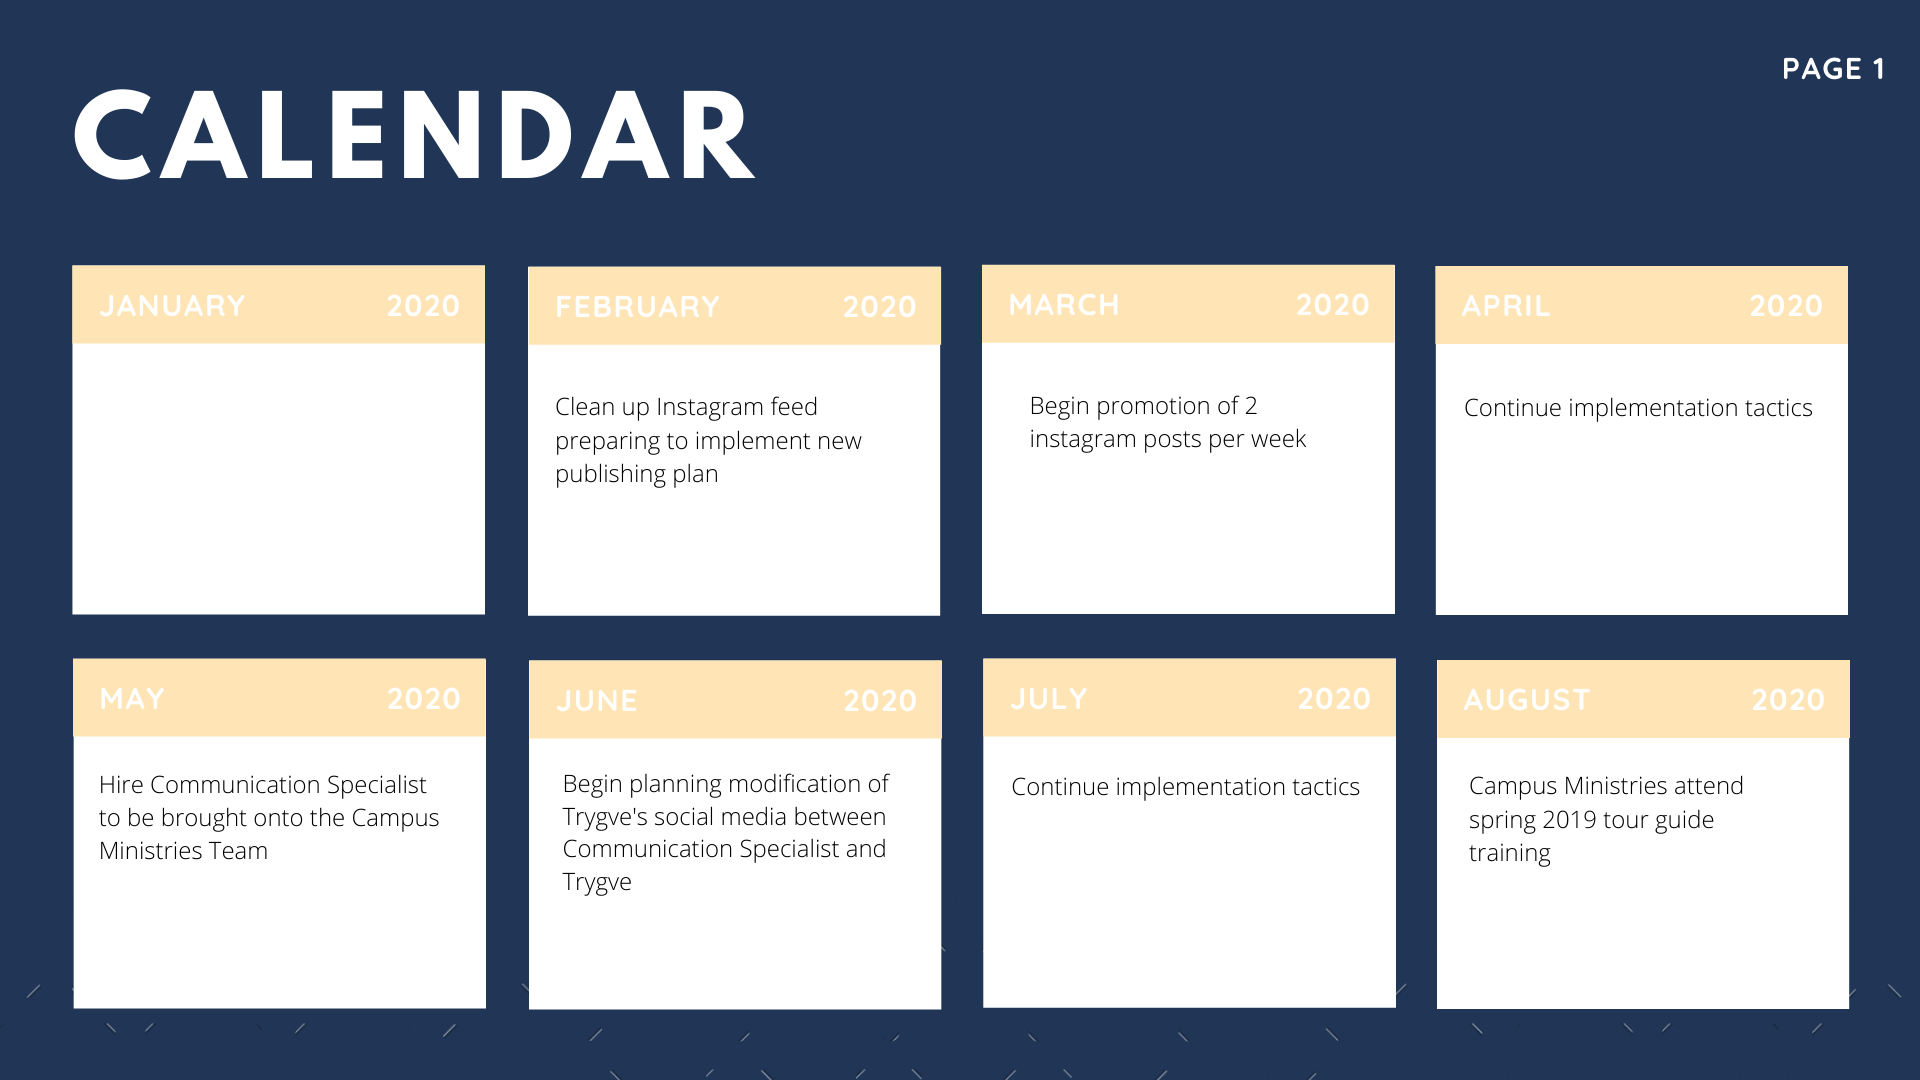 PAGE 1
CALENDAR
JANUARY 2020
FEBRUARY 2020
Clean up Instagram feed
preparing to implement new
publishing plan
MARCH 2020
Begin promotion of 2
instagram posts per week
APRIL 2020
Continue implementation tactics
MAY 2020
Hire Communication Specialist
to be brought onto the Campus
Ministries Team
JUNE 2020
Begin planning modification of
Trygve's social media between
Communication Specialist and
Trygve
JULY 2020
Continue implementation tactics
AUGUST 2020
Campus Ministries attend
spring 2019 tour guide
training